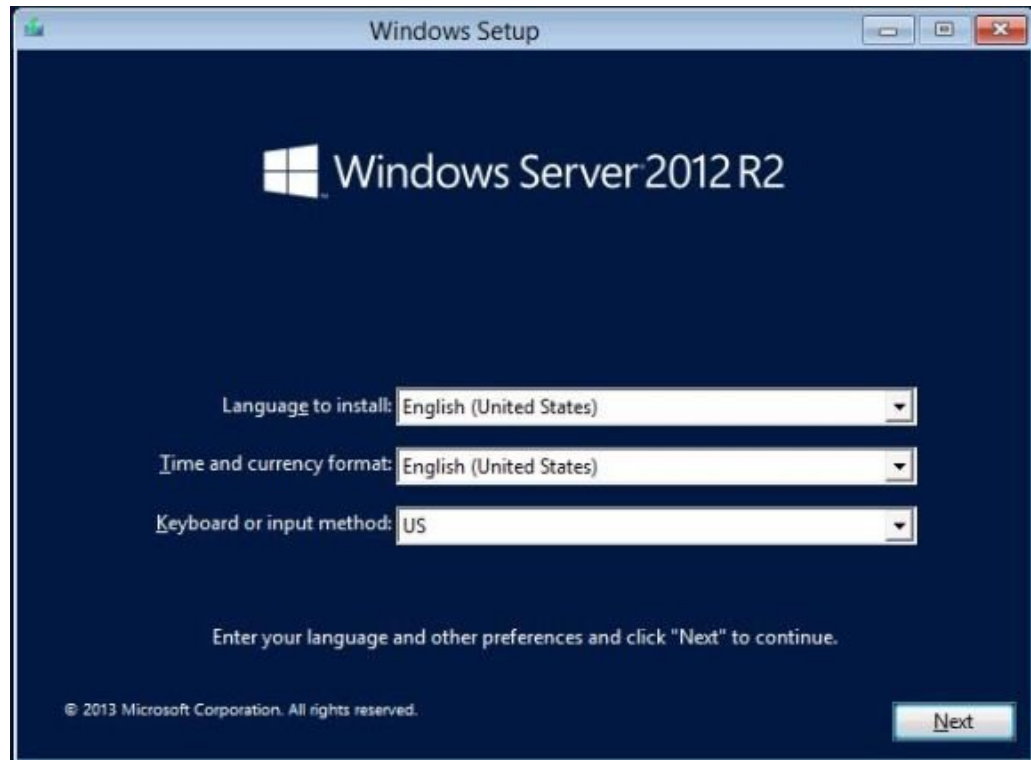 Windows Setup
Windows Server 2012 R2
Language to install: English (United States)
Time and currency format: English (United States)
Keyboard or input method: US
Enter your language and other preferences and click "Next" to continue.
© 2013 Microsoft Corporation. All rights reserved.
Next